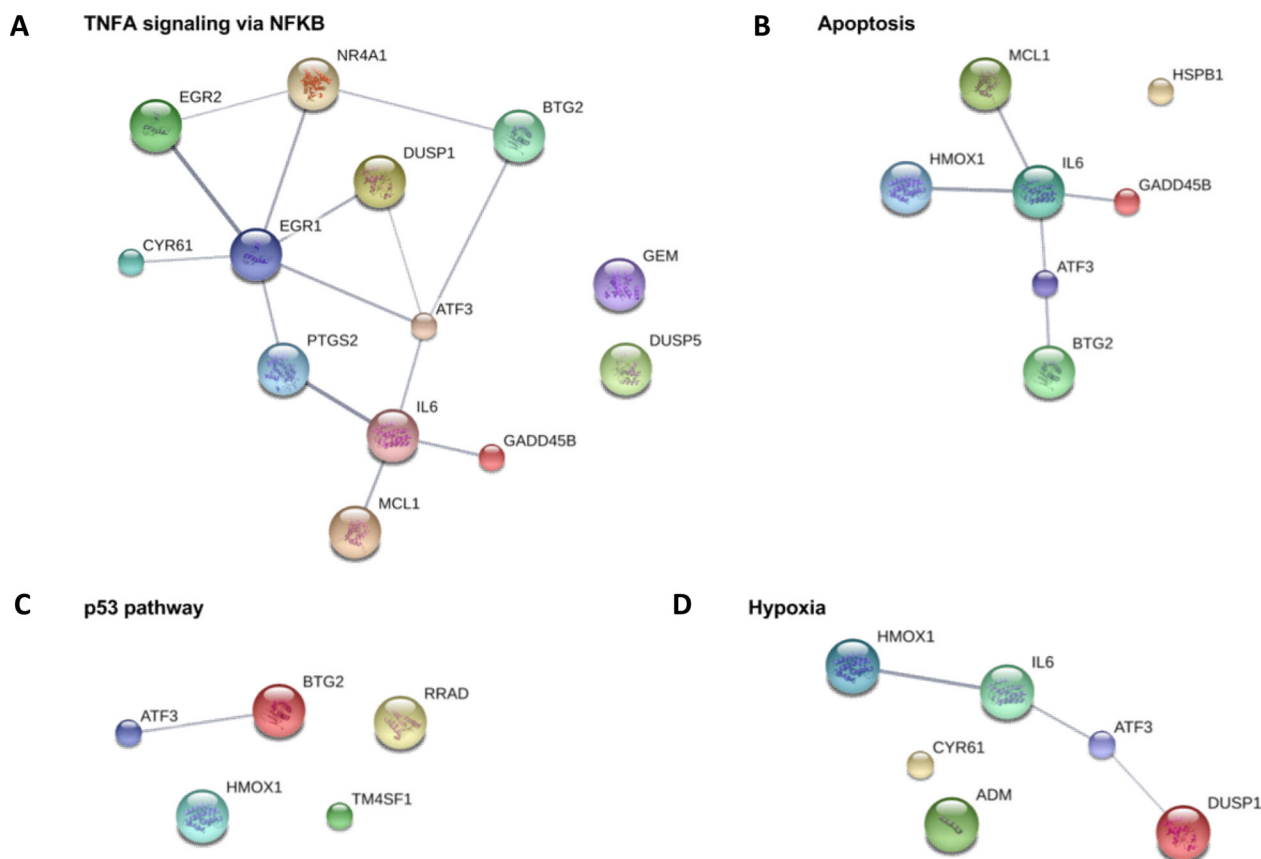 A
TNFA signaling via NFKB
NR4A1
EGR2
BTG2
DUSP1
EGR1
CYR61
GEM
ATF3
PTGS2
DUSP5
IL6
GADD45B
MCL1
B
Apoptosis
MCL1
HSPB1
HMOX1
IL6
GADD45B
ATF3
BTG2
C
p53 pathway
BTG2
RRAD
ATF3
HMOX1
TM4SF1
D
Hypoxia
HMOX1
IL6
ATF3
CYR61
ADM
DUSP1